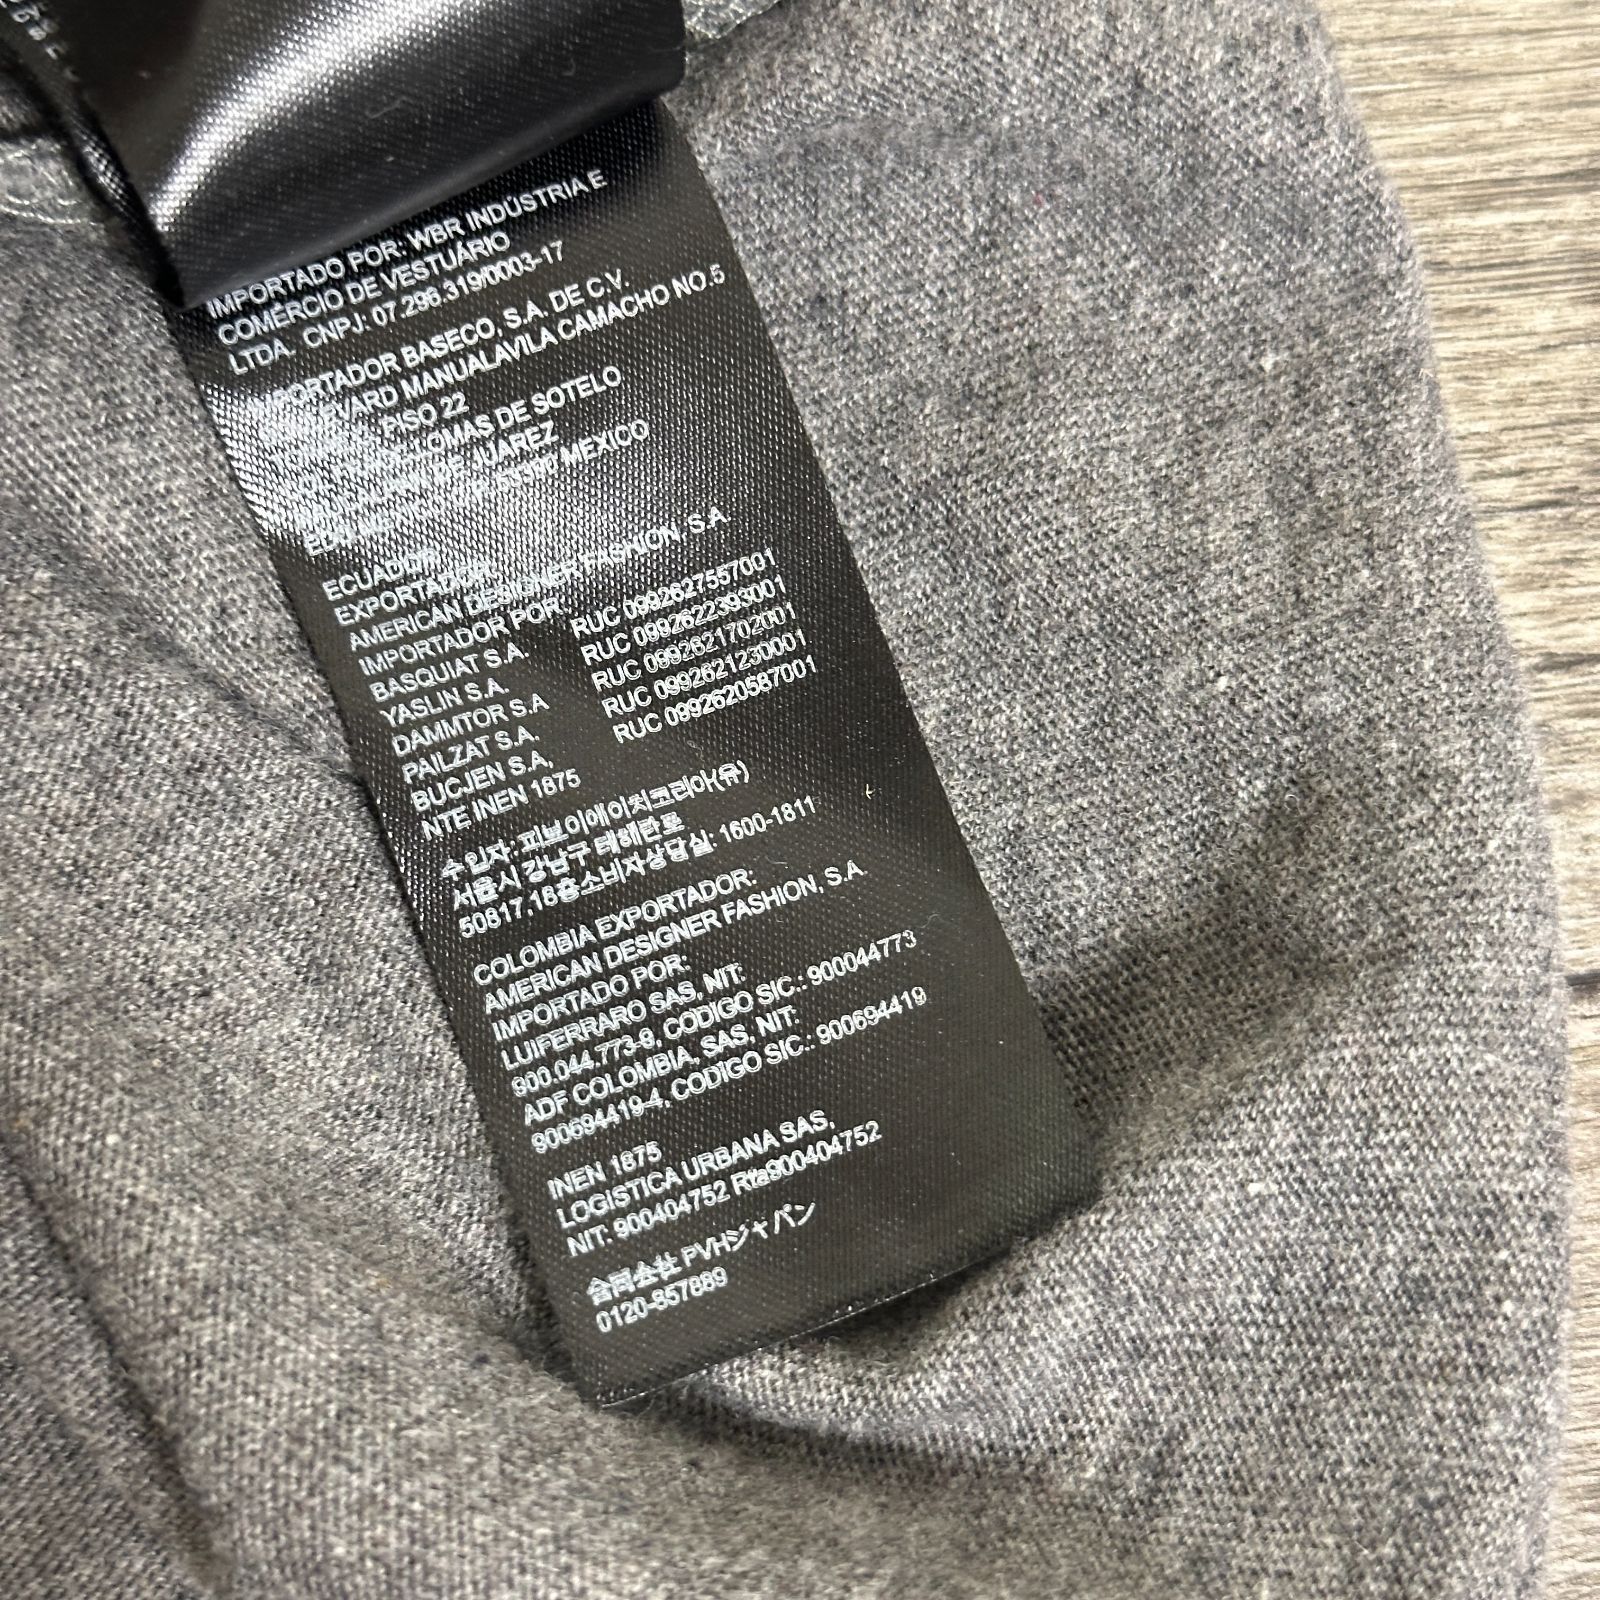 IMPORTADO POR: WBR INDÚSTRIA E
COMÉRCIO DE VESTUÁRIO
LTDA. CNPJ: 07.296.319/0003-17
IMPORTADOR BASECO, S.A. DE C.V.
MANUALAVILA CAMACHO NO.5
PISO 22
LOMAS DE SOTELO
JUAREZ
MEXICO
ECUADOR
EXPORTADOR:
AMERICAN DESIGNER FASHION, S.A.
IMPORTADOR POR:
BASQUIAT S.A. RUC 0992627557001
YASLIN S.A. RUC 0992622393001
DAMMTOR S.A RUC 0992621702001
PAILZAT S.A. RUC 0992621230001
BUCJEN S.A, RUC 0992620587001
NTE INEN 1875
수입자: 피브이에이치코리아(유)
서울시 강남구 테헤란로
50817,18층소비자상담실: 1600-1811
COLOMBIA EXPORTADOR:
AMERICAN DESIGNER FASHION, S.A.
IMPORTADO POR:
LUIFERRARO SAS, NIT:
900.044.773-8, CODIGO SIC.: 900044773
ADF COLOMBIA, SAS, NIT:
900694419-4, CODIGO SIC.: 900694419
INEN 1875
LOGISTICA URBANA SAS,
NIT: 900404752 Rta900404752
合同会社 PVHジャパン
0120-857889